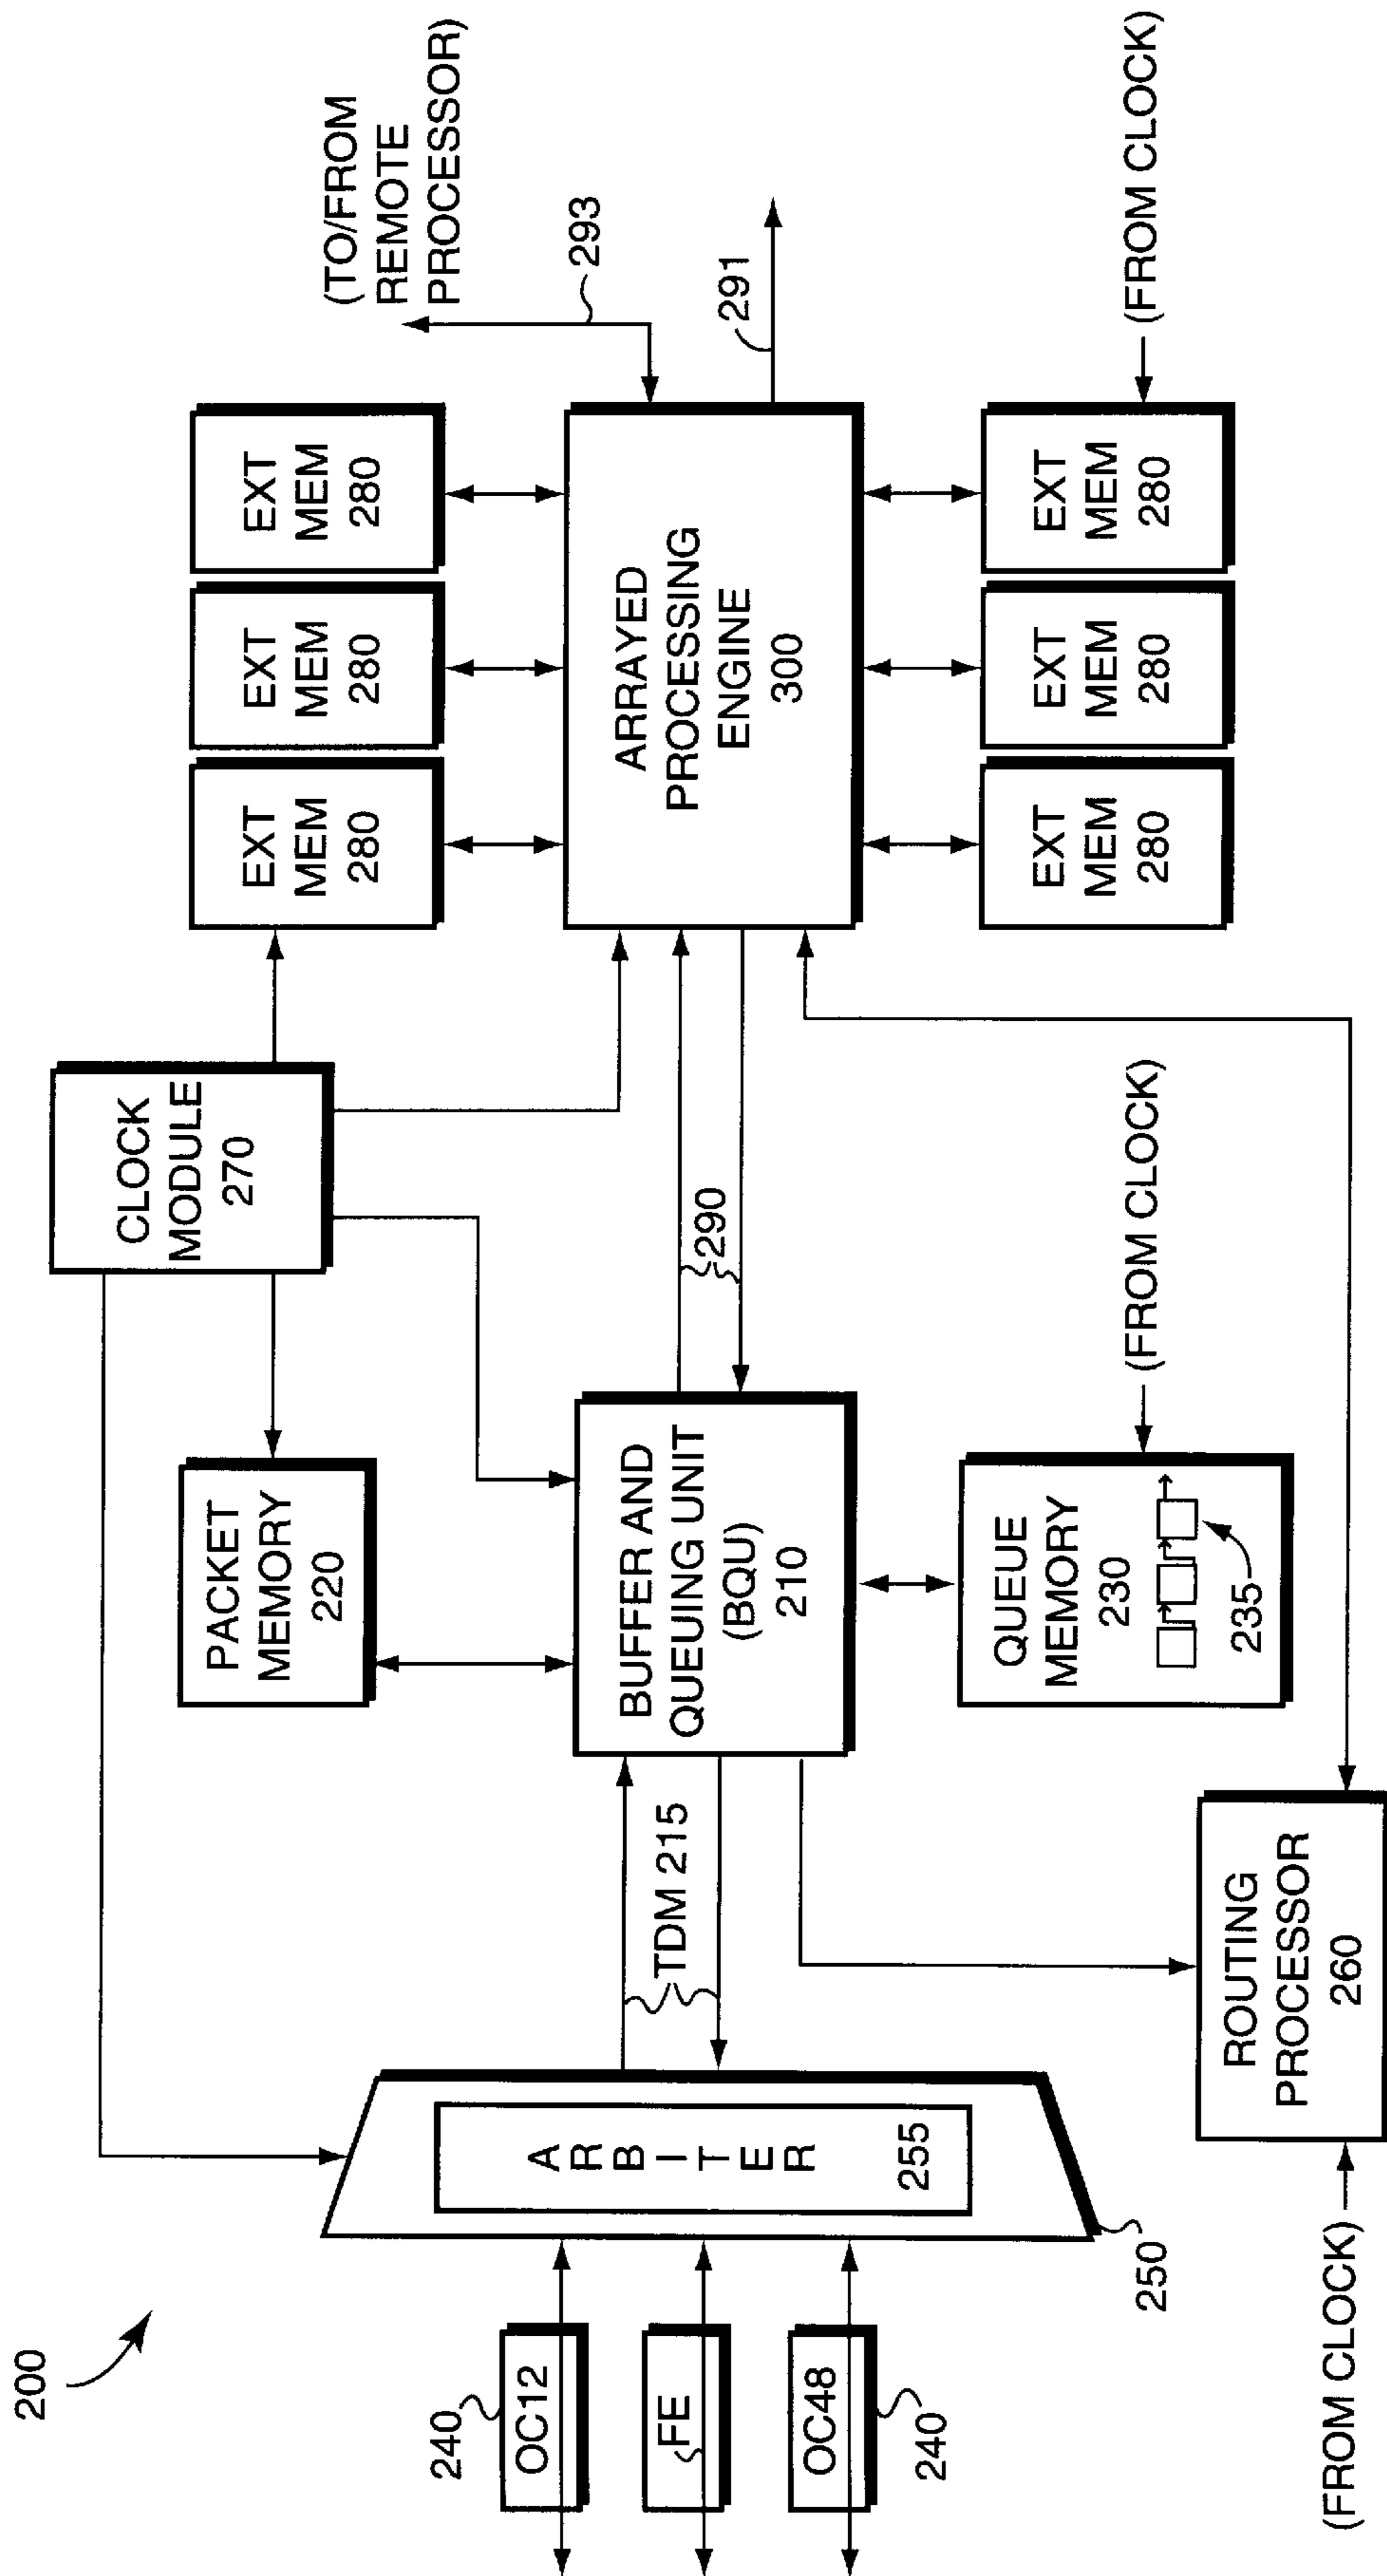 200
240
OC12
FE
OC48
240
A
R
B
I
T
E
R
255
250
TDM 215
CLOCK
MODULE
270
PACKET
MEMORY
220
BUFFER AND
QUEUING UNIT
(BQU)
210
QUEUE
MEMORY
230
235
(FROM CLOCK)
ROUTING
PROCESSOR
260
(FROM CLOCK)
290
EXT
MEM
280
EXT
MEM
280
EXT
MEM
280
ARRAYED
PROCESSING
ENGINE
300
EXT
MEM
280
EXT
MEM
280
EXT
MEM
280
(FROM CLOCK)
(TO/FROM
REMOTE
PROCESSOR)
293
291